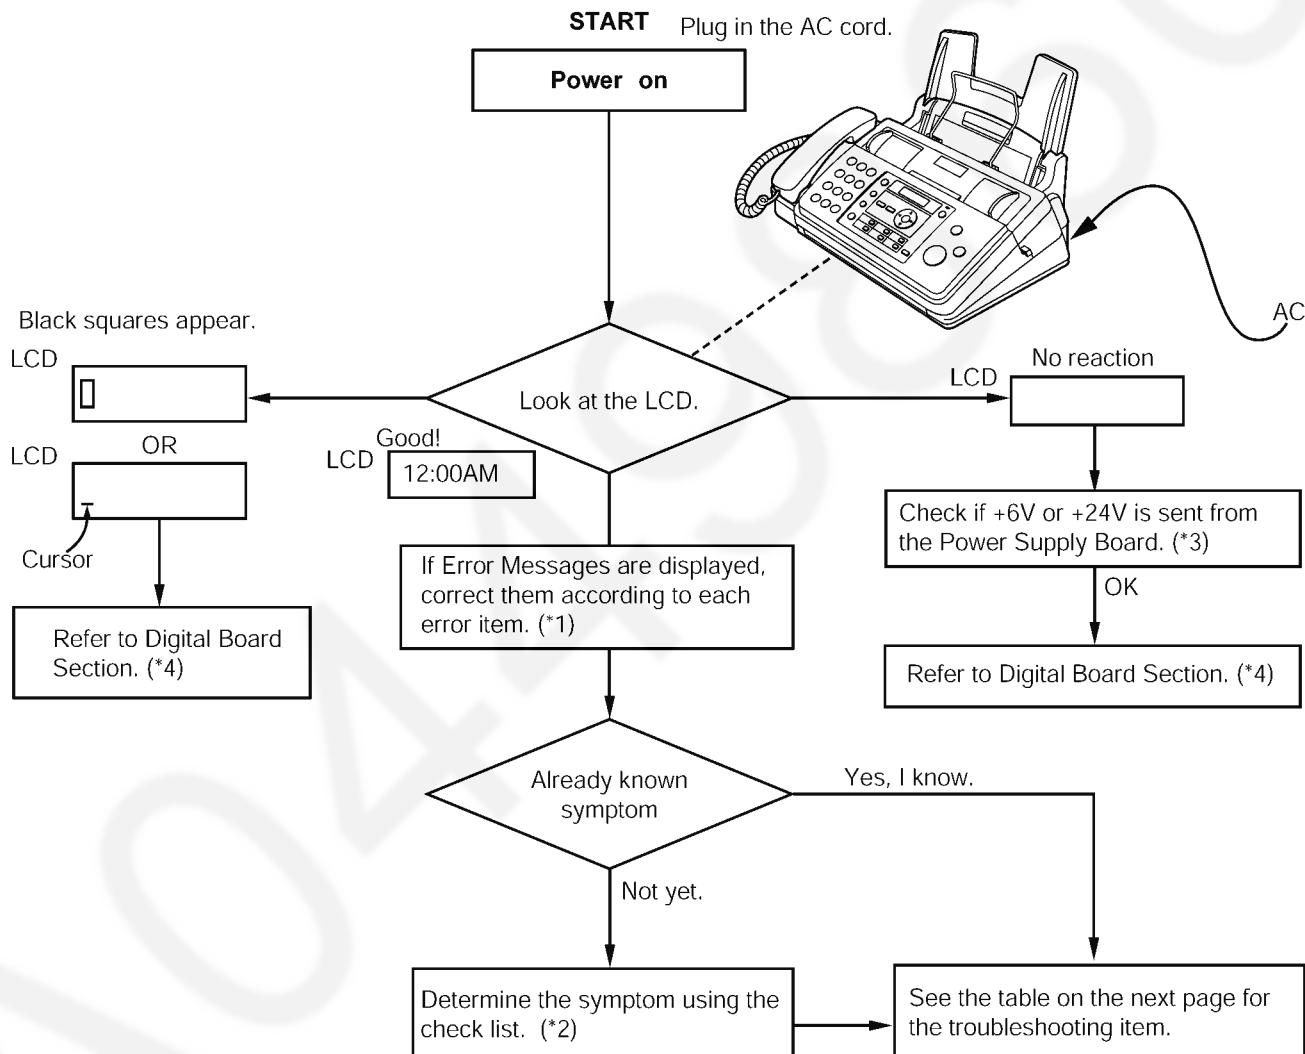 START Plug in the AC cord.
Power on
AC
Black squares appear.
LCD
OR
LCD
Cursor
Refer to Digital Board
Section. (*4)
Look at the LCD.
Good!
LCD 12:00AM
No reaction
LCD
Check if +6V or +24V is sent from
the Power Supply Board. (*3)
OK
Refer to Digital Board Section. (*4)
If Error Messages are displayed,
correct them according to each
error item. (*1)
Already known
symptom
Yes, I know.
Not yet.
Determine the symptom using the
check list. (*2)
See the table on the next page for
the troubleshooting item.